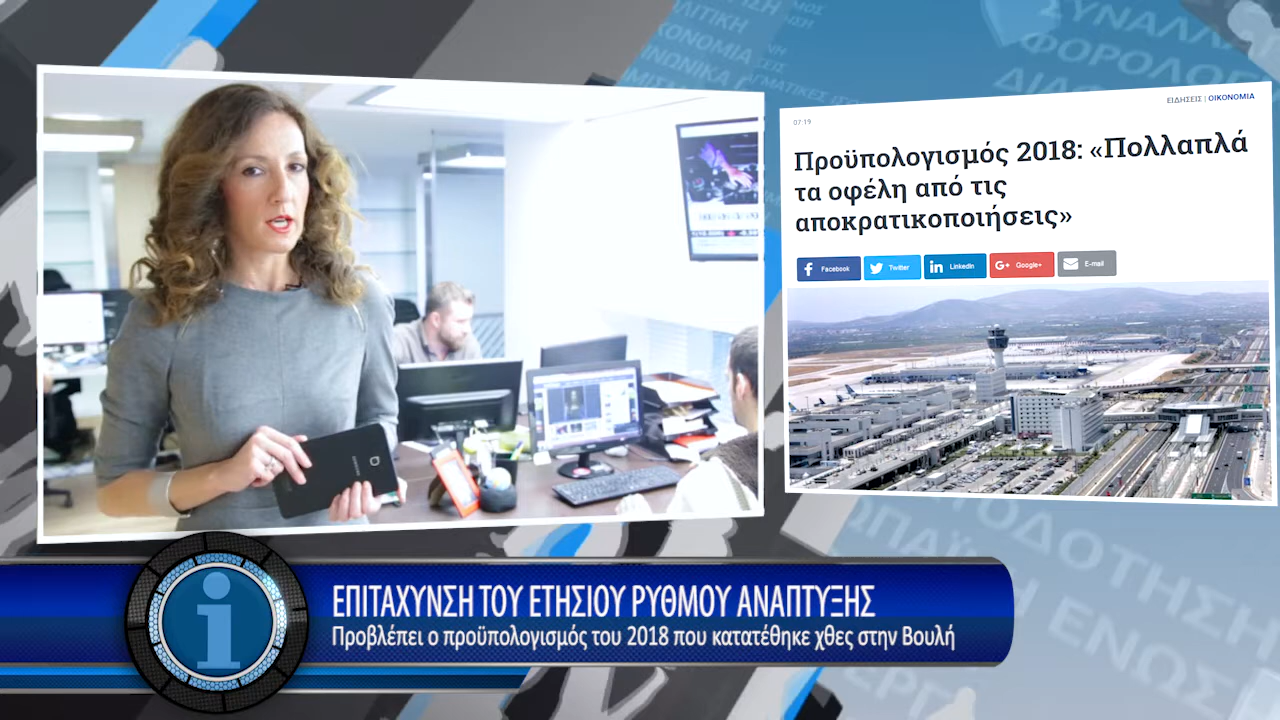 ΕΙΔΗΣΕΙΣ | ΟΙΚΟΝΟΜΙΑ
07:19
Προϋπολογισμός 2018: «Πολλαπλά
τα οφέλη από τις
αποκρατικοποιήσεις»
Facebook
Twitter
LinkedIn
Google+
E-mail
ΕΠΙΤΑΧΥΝΣΗ ΤΟΥ ΕΤΗΣΙΟΥ ΡΥΘΜΟΥ ΑΝΑΠΤΥΞΗΣ
Προβλέπει ο προϋπολογισμός του 2018 που κατατέθηκε χθες στην Βουλή